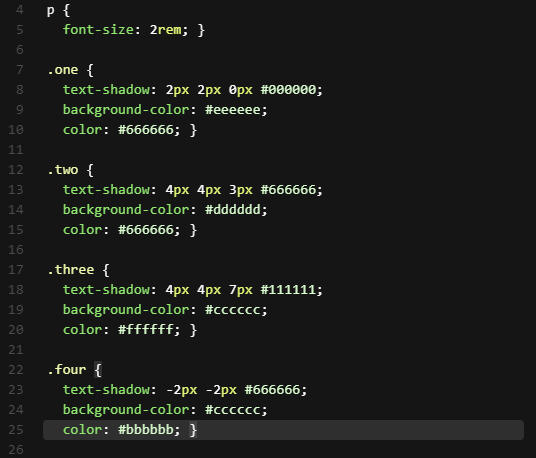 4 p {
5 font-size: 2rem; }
6
7 .one {
8 text-shadow: 2px 2px 0px #000000;
9 background-color: #eeeeee;
10 color: #666666; }
11
12 .two {
13 text-shadow: 4px 4px 3px #666666;
14 background-color: #dddddd;
15 color: #666666; }
16
17 .three {
18 text-shadow: 4px 4px 7px #111111;
19 background-color: #cccccc;
20 color: #ffffff; }
21
22 .four {
23 text-shadow: -2px -2px #666666;
24 background-color: #cccccc;
25 color: #bbbbbb; }
26